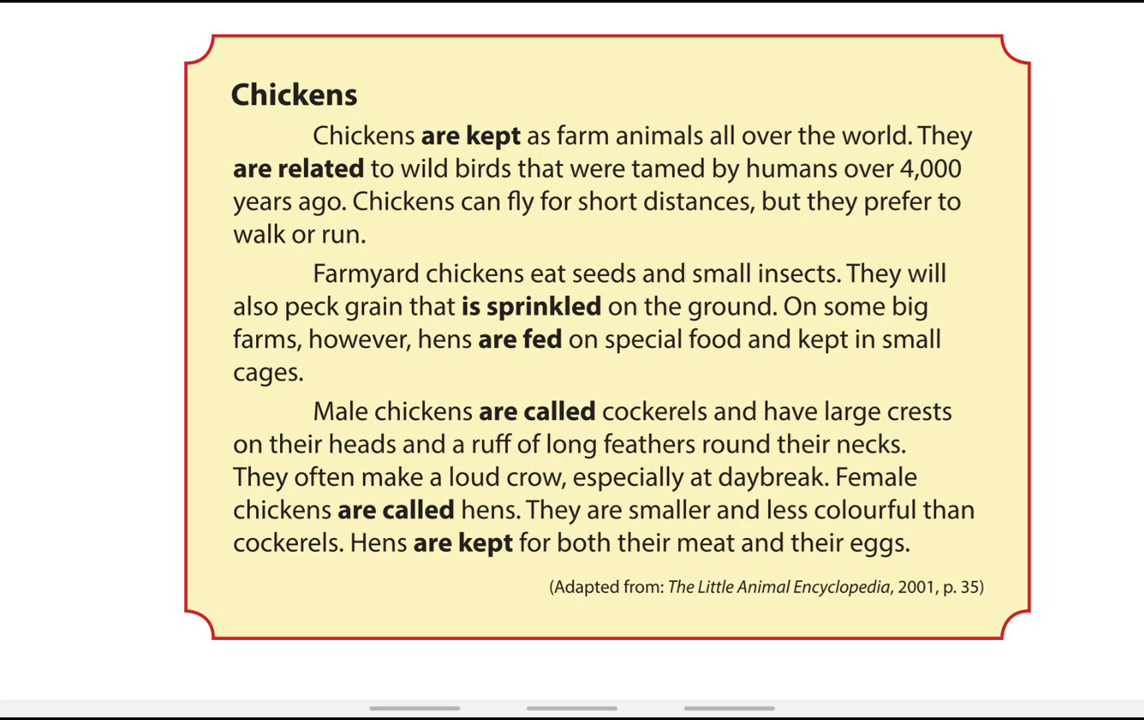 Chickens
Chickens are kept as farm animals all over the world. They
are related to wild birds that were tamed by humans over 4,000
years ago. Chickens can fly for short distances, but they prefer to
walk or run.
Farmyard chickens eat seeds and small insects. They will
also peck grain that is sprinkled on the ground. On some big
farms, however, hens are fed on special food and kept in small
cages.
Male chickens are called cockerels and have large crests
on their heads and a ruff of long feathers round their necks.
They often make a loud crow, especially at daybreak. Female
chickens are called hens. They are smaller and less colourful than
cockerels. Hens are kept for both their meat and their eggs.
(Adapted from: The Little Animal Encyclopedia, 2001, p. 35)